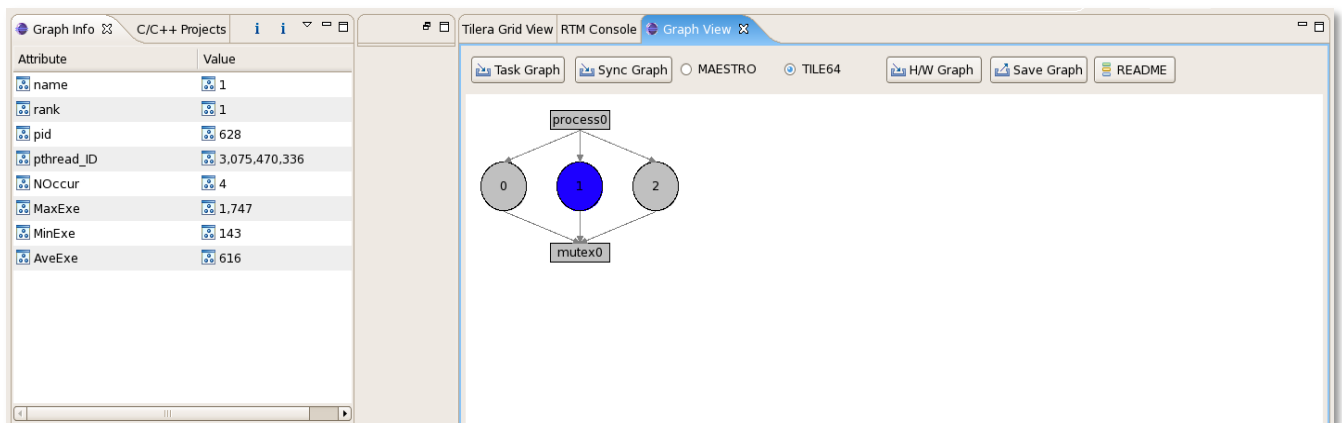 Graph Info C/C++ Projects i i
Attribute Value
name 1
rank 1
pid 628
pthread_ID 3,075,470,336
NOccur 4
MaxExe 1,747
MinExe 143
AveExe 616
Tilera Grid View RTM Console Graph View
Task Graph Sync Graph MAESTRO TILE64 H/W Graph Save Graph README
process0
0 1 2
mutex0